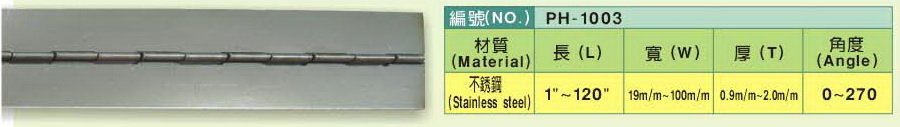 編號(NO.) PH-1003
材質 (Material) 長 (L) 寬 (W) 厚 (T) 角度 (Angle)
不銹鋼 (Stainless steel) 1"~120" 19m/m~100m/m 0.9m/m~2.0m/m 0~270